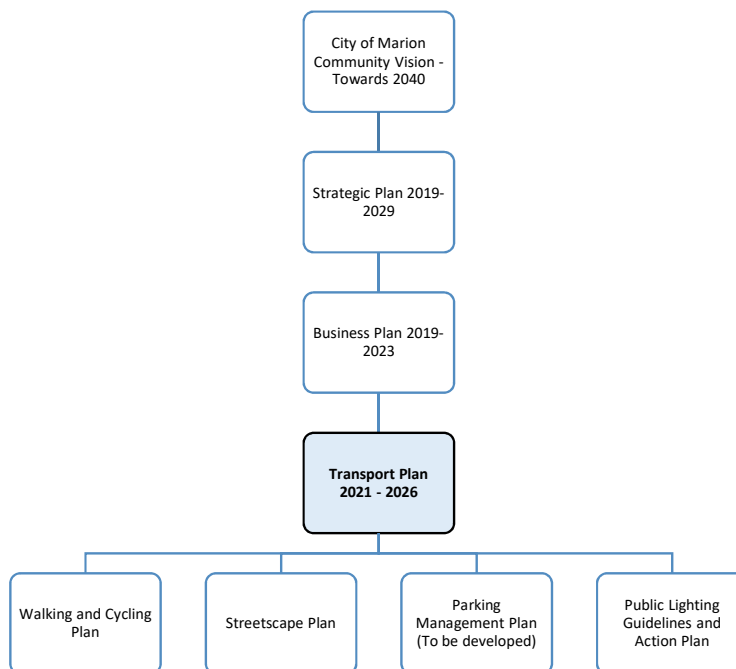 City of Marion
Community Vision -
Towards 2040
Strategic Plan 2019-
2029
Business Plan 2019-
2023
Transport Plan
2021 - 2026
Walking and Cycling
Plan
Streetscape Plan
Parking
Management Plan
(To be developed)
Public Lighting
Guidelines and
Action Plan